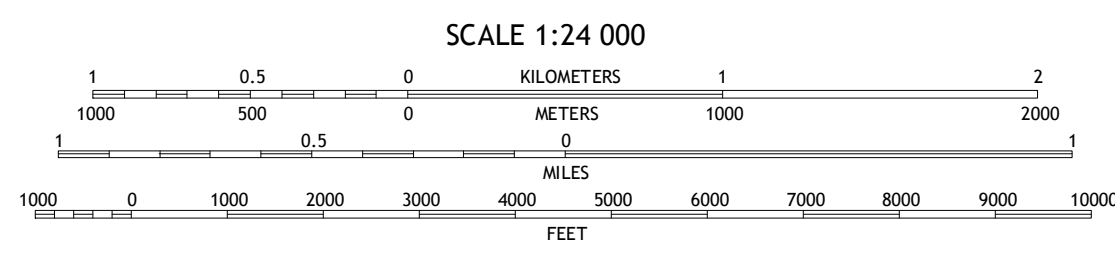 SCALE 1:24 000
1 0.5 0 KILOMETERS 1 2
1000 500 0 METERS 1000 2000
1 0.5 0 1
MILES
1000 0 1000 2000 3000 4000 5000 6000 7000 8000 9000 10000
FEET